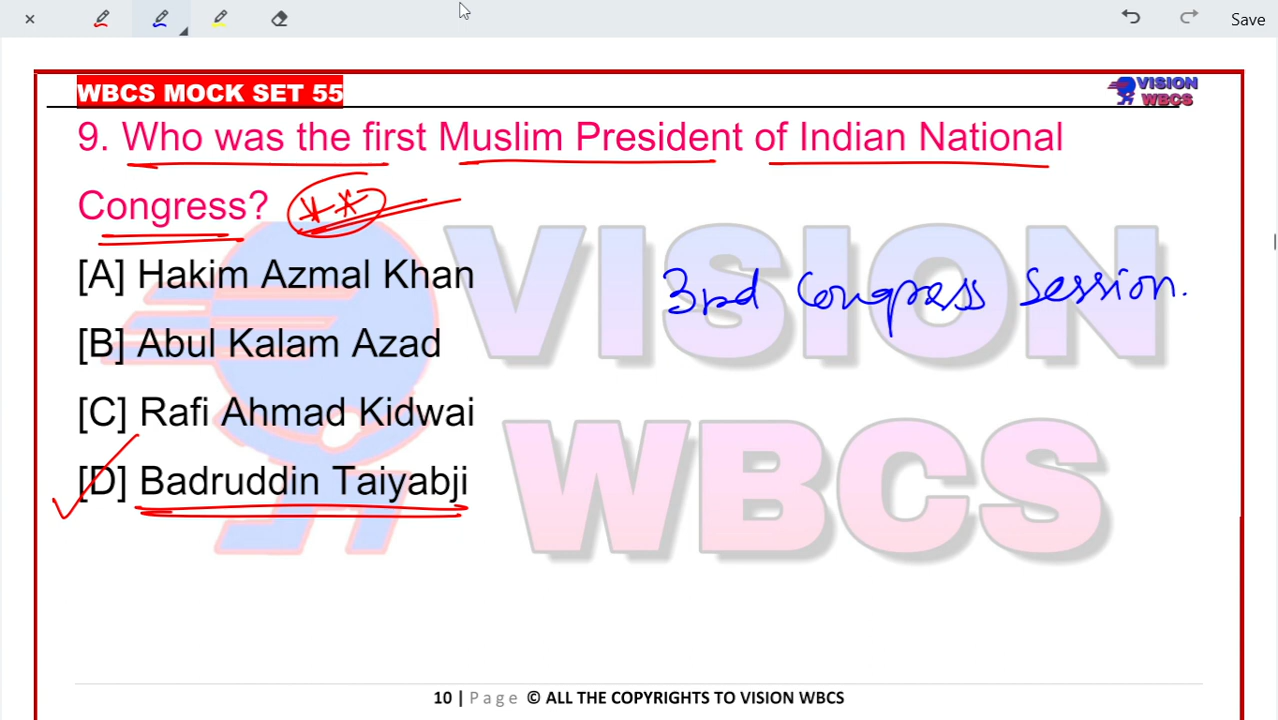 Save
WBCS MOCK SET 55
VISION
WBCS
9. Who was the first Muslim President of Indian National
Congress?
[A] Hakim Azmal Khan
3rd Congress Session.
[B] Abul Kalam Azad
[C] Rafi Ahmad Kidwai
[D] Badruddin Taiyabji
VISION
WBCS
10 | Page © ALL THE COPYRIGHTS TO VISION WBCS